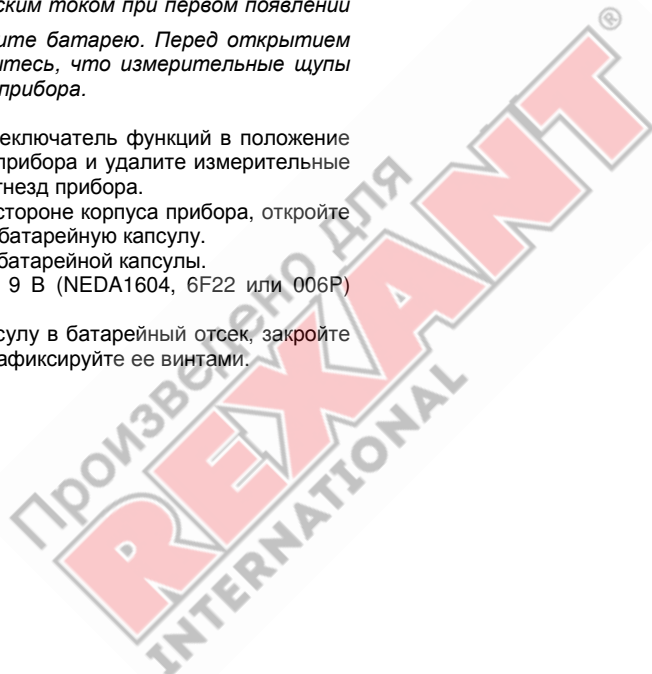 ским током при первом появлении
ите батарею. Перед открытием
тесь, что измерительные щупы
прибора.
еключатель функций в положение
прибора и удалите измерительные
гнезд прибора.
стороне корпуса прибора, откройте
батарейную капсулу.
батарейной капсулы.
9 В (NEDA1604, 6F22 или 006P)
сулу в батарейный отсек, закройте
афиксируйте ее винтами.
ПРОИЗВЕДЕНО ДЛЯ
REXANT
®
INTERNATIONAL